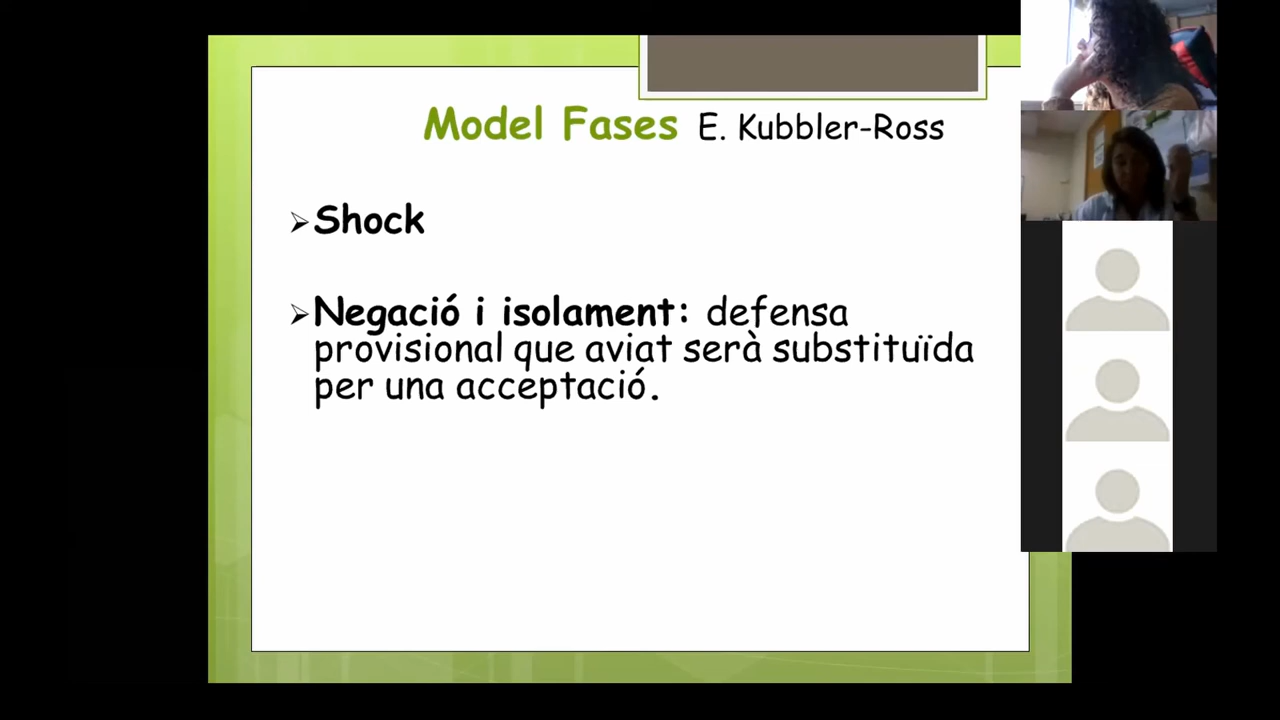 Model Fases E. Kubbler-Ross
Shock
Negació i isolament: defensa
provisional que aviat serà substituïda
per una acceptació.